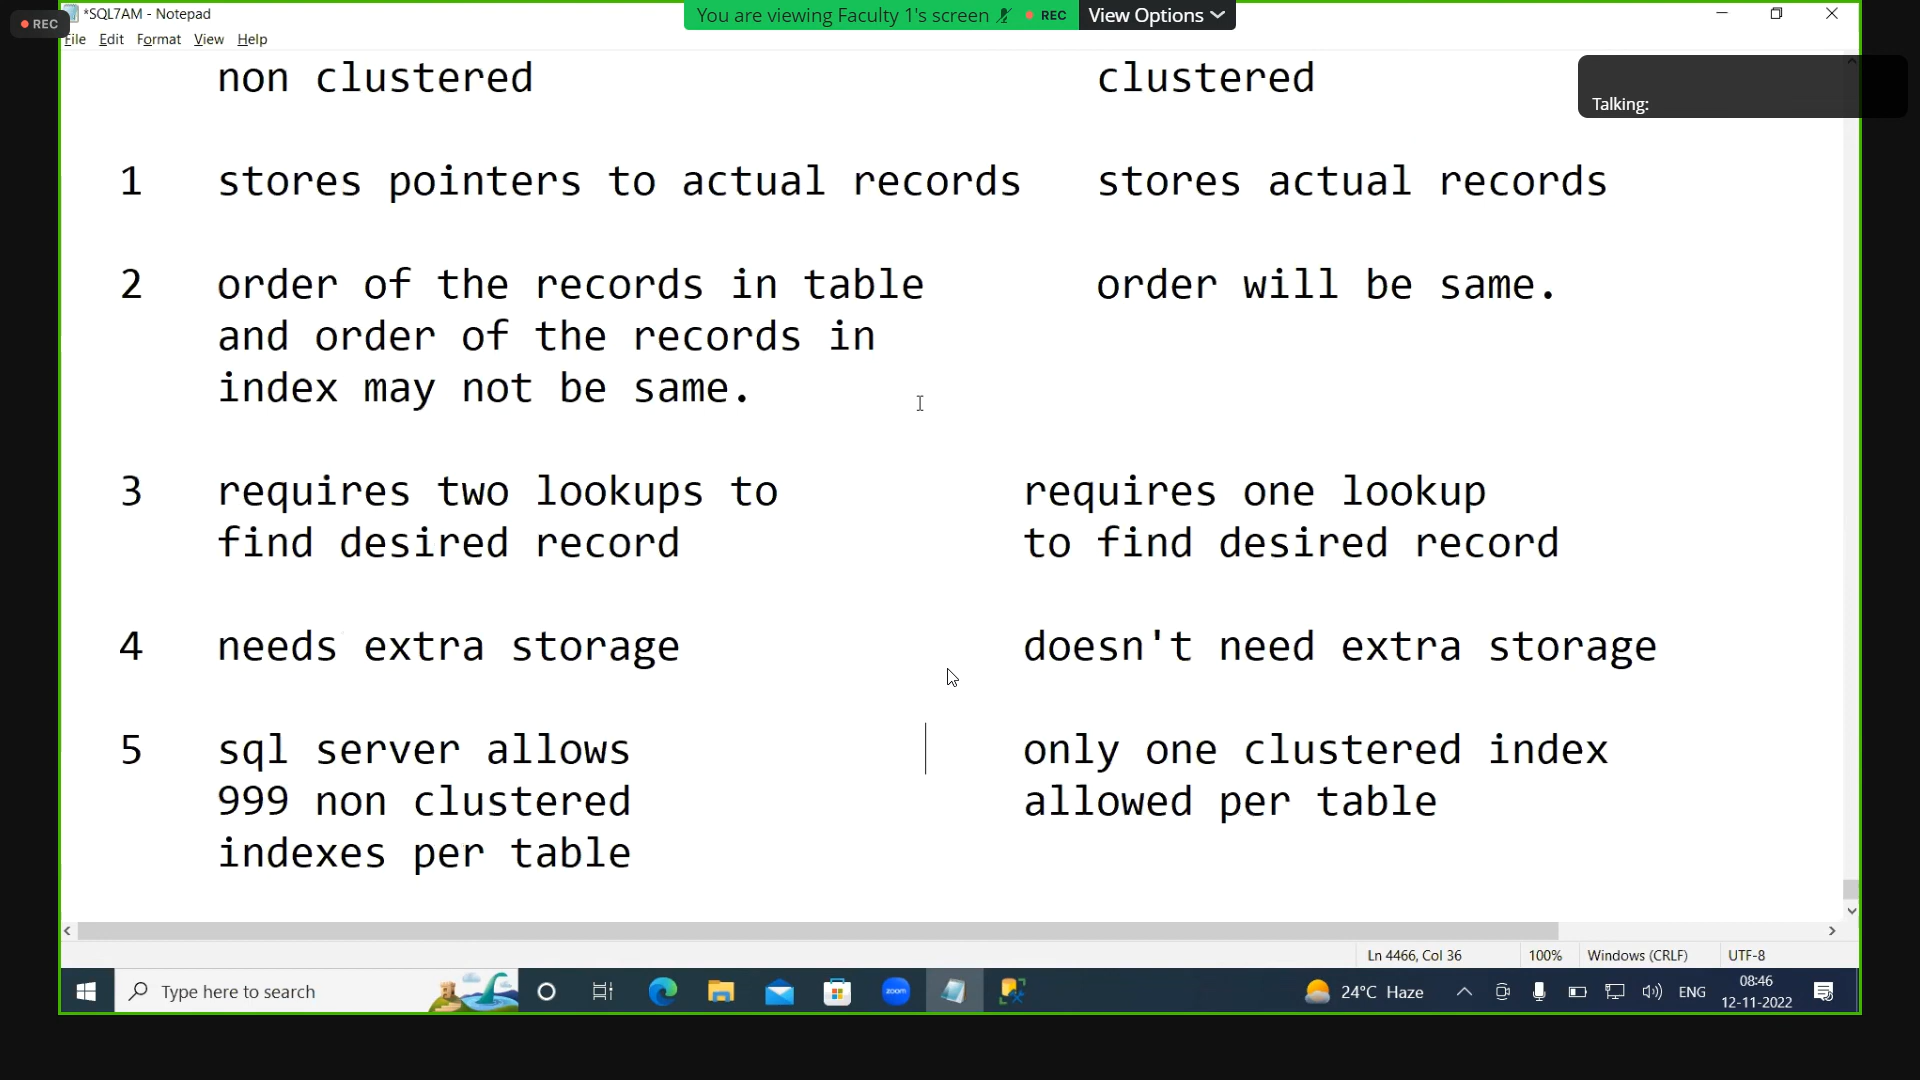 REC
*SQL7AM - Notepad
You are viewing Faculty 1's screen REC View Options
File Edit Format View Help
Talking:
non clustered clustered
1 stores pointers to actual records stores actual records
2 order of the records in table order will be same.
and order of the records in
index may not be same.
3 requires two lookups to requires one lookup
find desired record to find desired record
4 needs extra storage doesn't need extra storage
5 sql server allows only one clustered index
999 non clustered allowed per table
indexes per table
Ln 4466, Col 36 100% Windows (CRLF) UTF-8
Type here to search zoom 24°C Haze ENG 08:46
12-11-2022